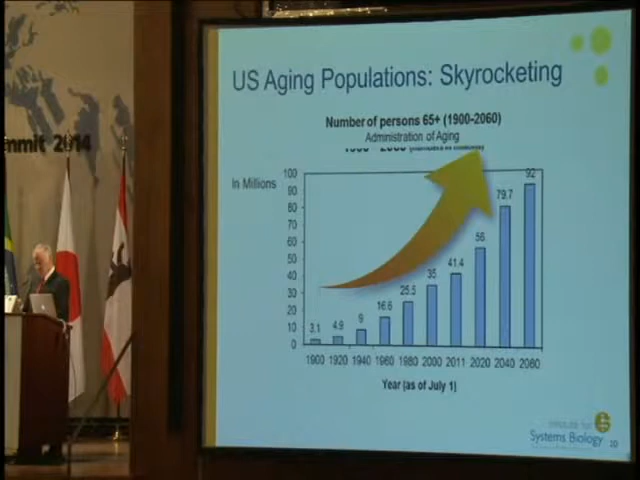 mmit 2014
US Aging Populations: Skyrocketing
Number of persons 65+ (1900-2060)
Administration of Aging
In Millions
100
90
80
70
60
50
40
30
20
10
0
3.1
4.9
9
16.6
25.5
35
41.4
56
79.7
92
1900 1920 1940 1960 1980 2000 2011 2020 2040 2060
Year (as of July 1)
Systems Biology